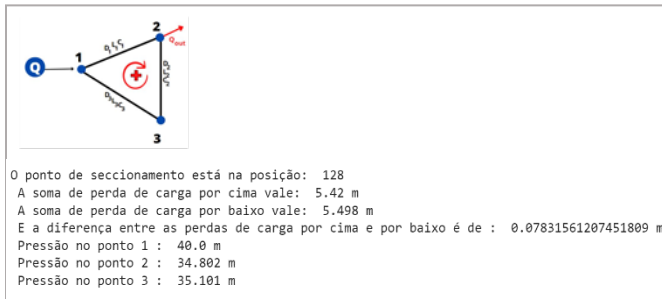 2
Q
out
1
Q
3
O ponto de seccionamento está na posição:  128
A soma de perda de carga por cima vale:  5.42 m
A soma de perda de carga por baixo vale:  5.498 m
E a diferença entre as perdas de carga por cima e por baixo é de :  0.07831561207451809 m
Pressão no ponto 1 :  40.0 m
Pressão no ponto 2 :  34.802 m
Pressão no ponto 3 :  35.101 m